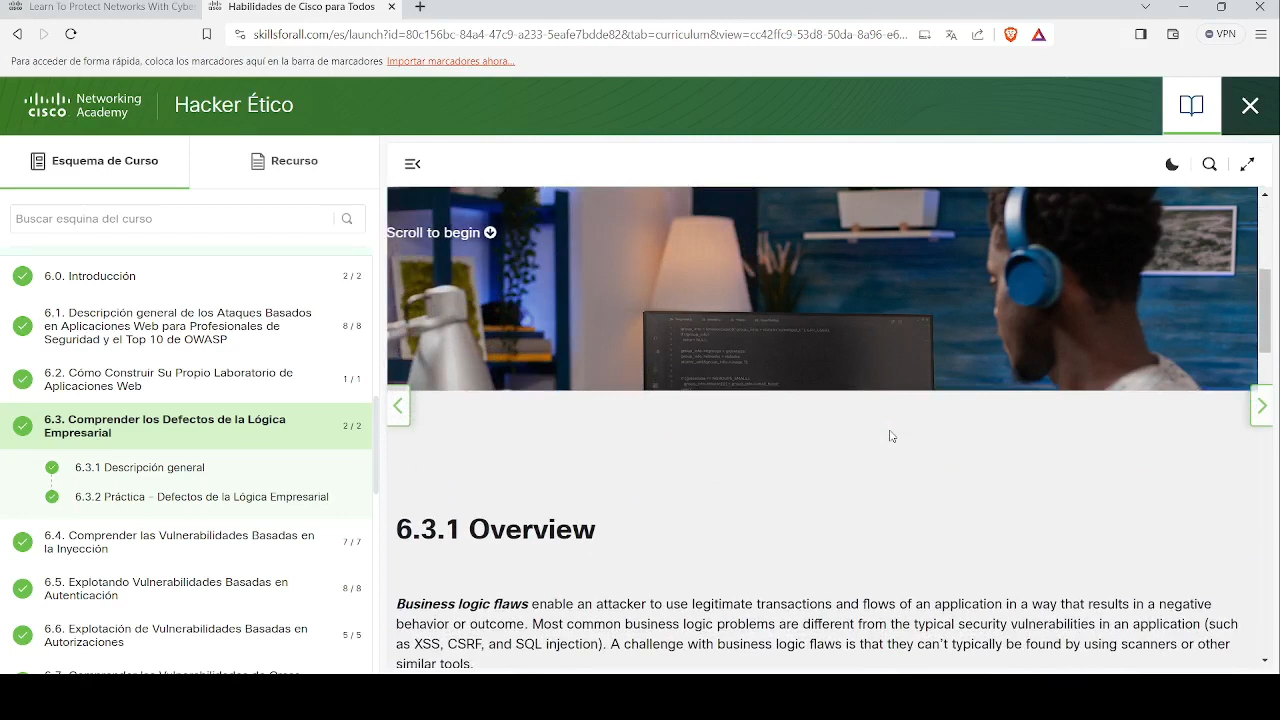 Learn To Protect Networks With Cyber
Habilidades de Cisco para Todos
skillsforall.com/es/launch?id=80c156bc-84a4-47c9-a233-5eafe7bdde82&tab=curriculum&view=cc42ffc9-53d8-50da-8a96-e6...
VPN
Para acceder de forma rápida, coloca los marcadores aquí en la barra de marcadores Importar marcadores ahora...
CISCO Networking Academy
Hacker Ético
Esquema de Curso
Recurso
Buscar esquina del curso
6.0. Introducción 2 / 2
6.1. Descripción general de los Ataques Basados
en Aplicaciones Web para Profesionales de 8 / 8
Seguridad y el Top 10 de OWASP
6.2. Cómo Construir Su Propio Laboratorio de
Aplicaciones Web 1 / 1
6.3. Comprender los Defectos de la Lógica
Empresarial 2 / 2
6.3.1 Descripción general
6.3.2 Práctica – Defectos de la Lógica Empresarial
6.4. Comprender las Vulnerabilidades Basadas en
la Inyección 7 / 7
6.5. Explotando Vulnerabilidades Basadas en
Autenticación 8 / 8
6.6. Explotación de Vulnerabilidades Basadas en
Autorizaciones 5 / 5
Scroll to begin
6.3.1 Overview
Business logic flaws enable an attacker to use legitimate transactions and flows of an application in a way that results in a negative
behavior or outcome. Most common business logic problems are different from the typical security vulnerabilities in an application (such
as XSS, CSRF, and SQL injection). A challenge with business logic flaws is that they can't typically be found by using scanners or other
similar tools.